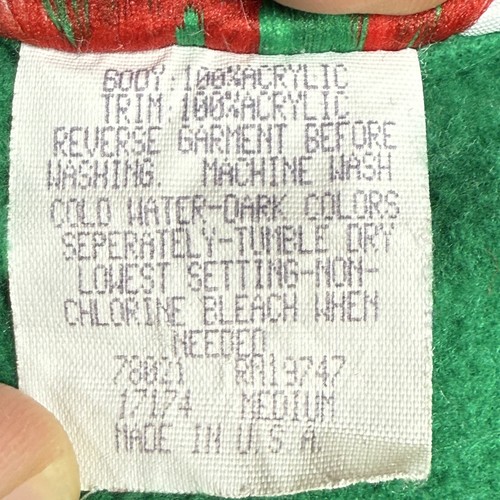 BODY:100%ACRYLIC
TRIM:100%ACRYLIC
REVERSE GARMENT BEFORE
WASHING. MACHINE WASH
COLD WATER-DARK COLORS
SEPERATELY-TUMBLE DRY
LOWEST SETTING-NON-
CHLORINE BLEACH WHEN
NEEDED
78021 RN19747
17174 MEDIUM
MADE IN U.S.A.